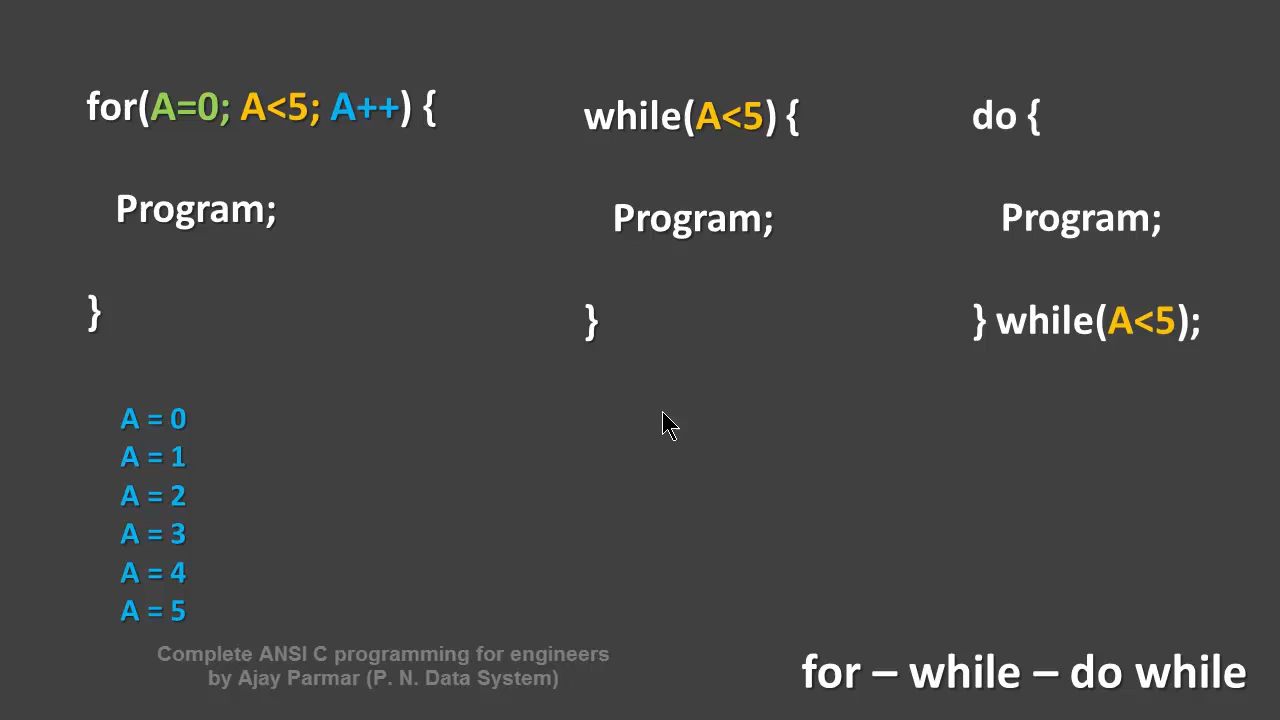 for(A=0; A<5; A++) {
Program;
}
while(A<5) {
Program;
}
do {
Program;
} while(A<5);
A = 0
A = 1
A = 2
A = 3
A = 4
A = 5
Complete ANSI C programming for engineers
by Ajay Parmar (P. N. Data System)
for – while – do while